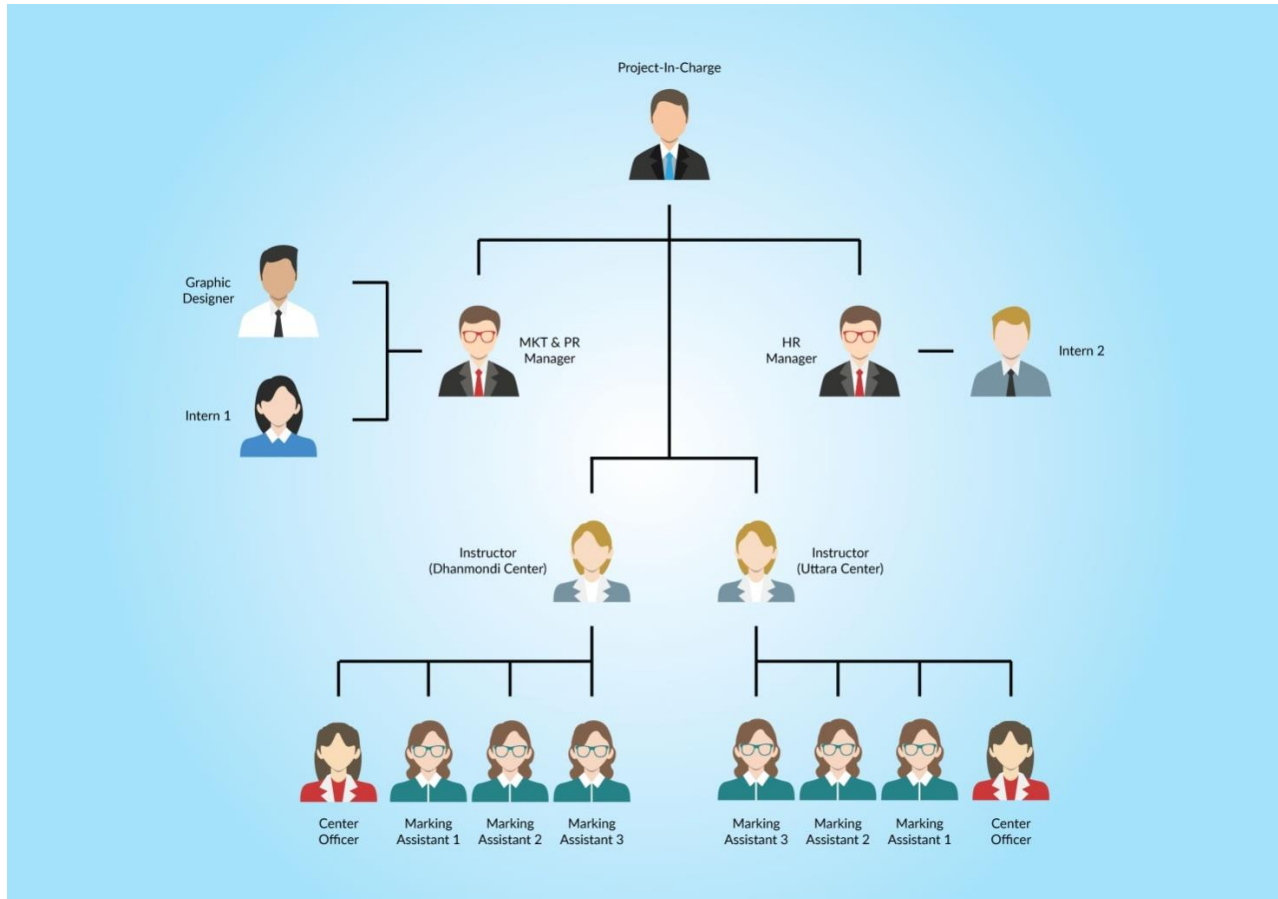 Project-In-Charge
Graphic
Designer
MKT & PR
Manager
HR
Manager
Intern 2
Intern 1
Instructor
(Dhanmondi Center)
Instructor
(Uttara Center)
Center
Officer
Marking
Assistant 1
Marking
Assistant 2
Marking
Assistant 3
Marking
Assistant 3
Marking
Assistant 2
Marking
Assistant 1
Center
Officer